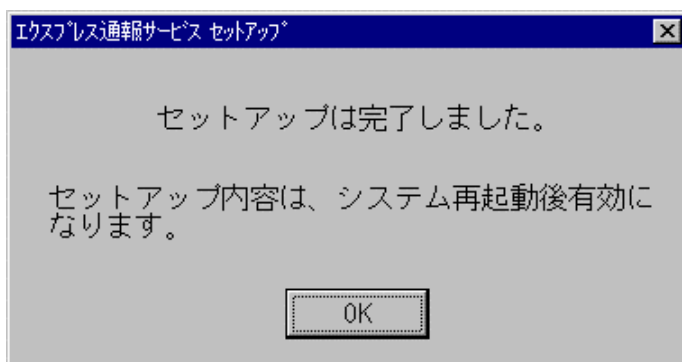 エクスプレス通報サービス セットアップ
セットアップは完了しました。
セットアップ内容は、システム再起動後有効に
なります。
OK